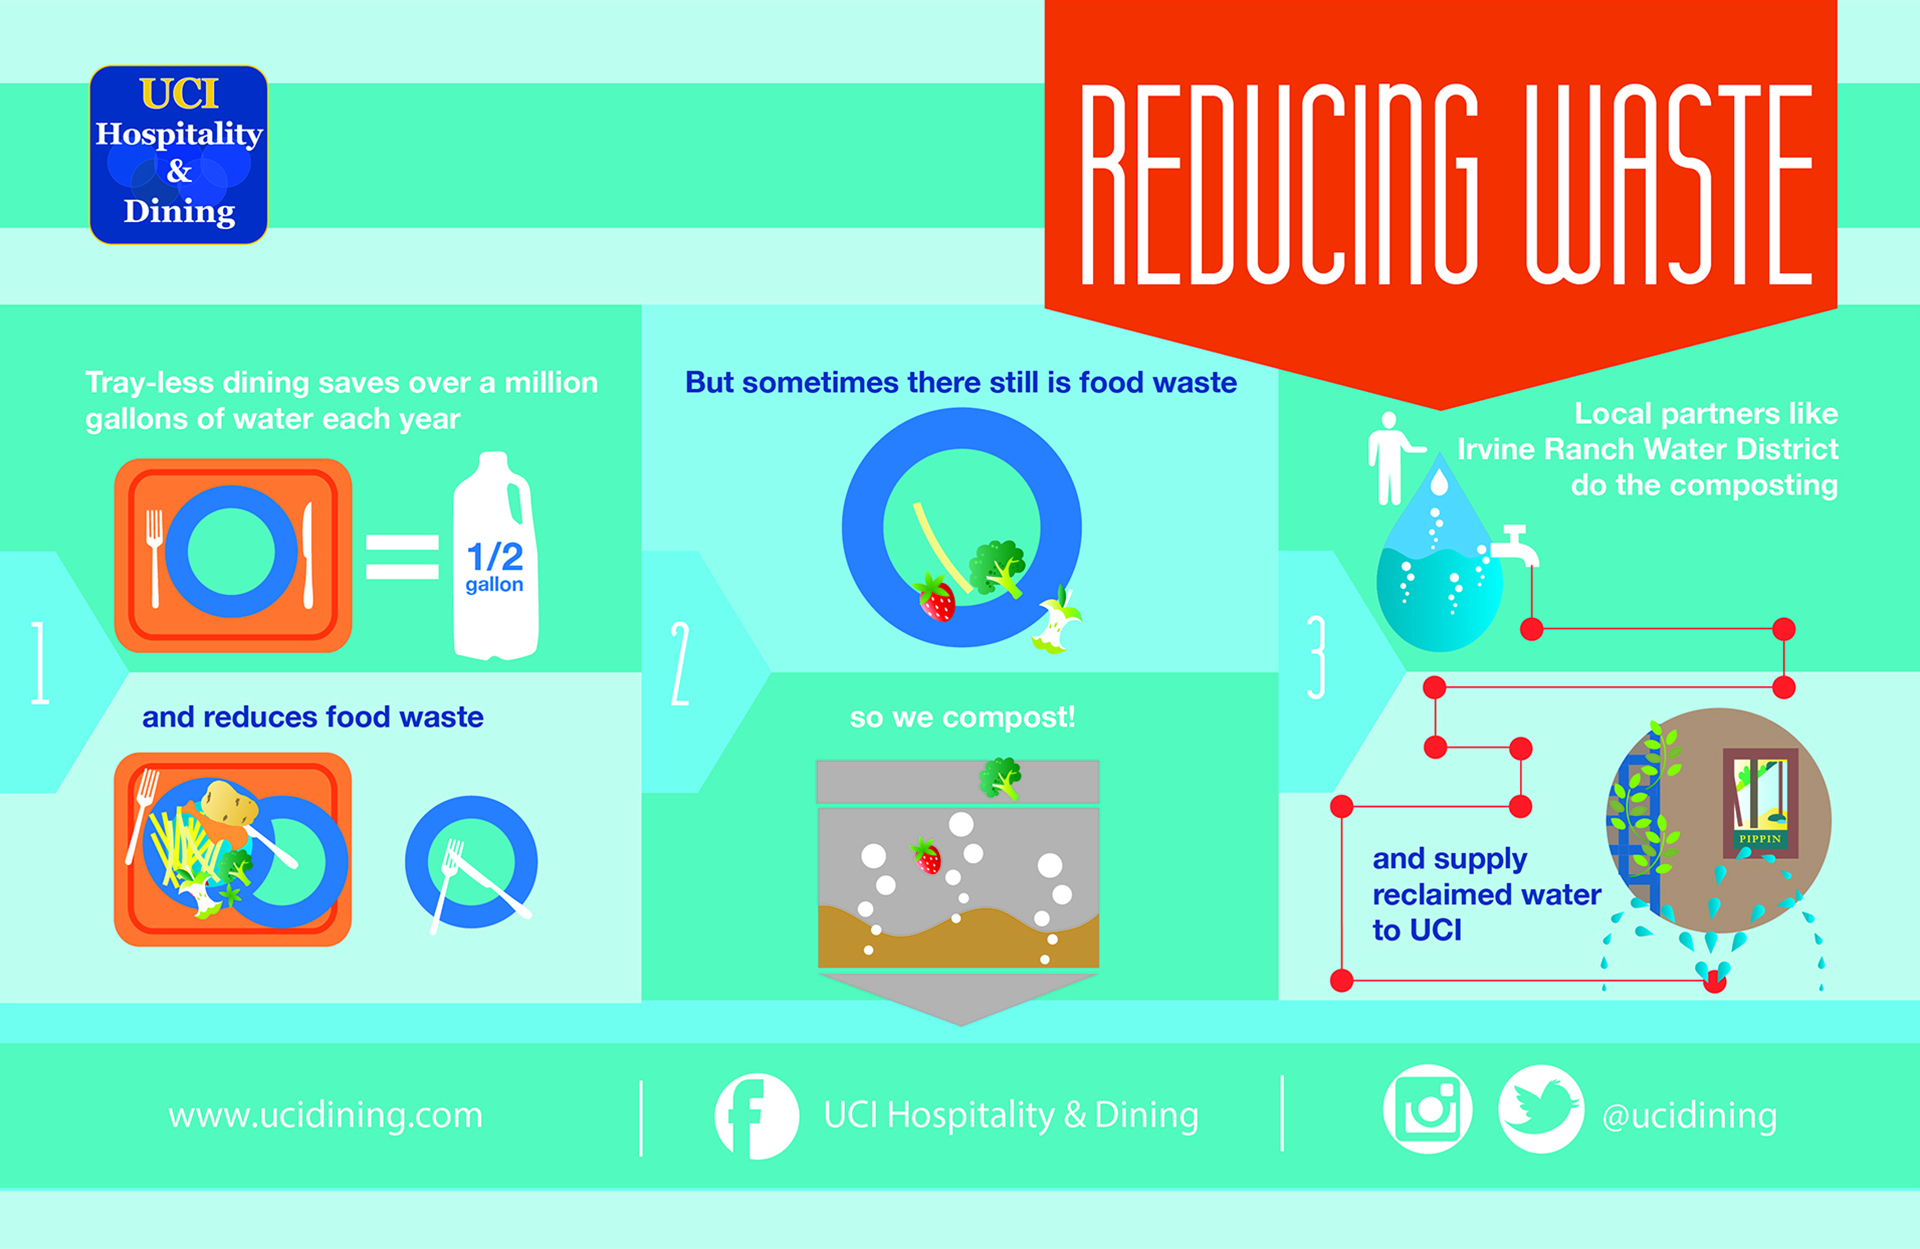 UCI
Hospitality
&
Dining
REDUCING WASTE
1
Tray-less dining saves over a million
gallons of water each year
1/2
gallon
and reduces food waste
2
But sometimes there still is food waste
so we compost!
3
Local partners like
Irvine Ranch Water District
do the composting
and supply
reclaimed water
to UCI
PIPPIN
www.ucidining.com
f
UCI Hospitality & Dining
@ucidining